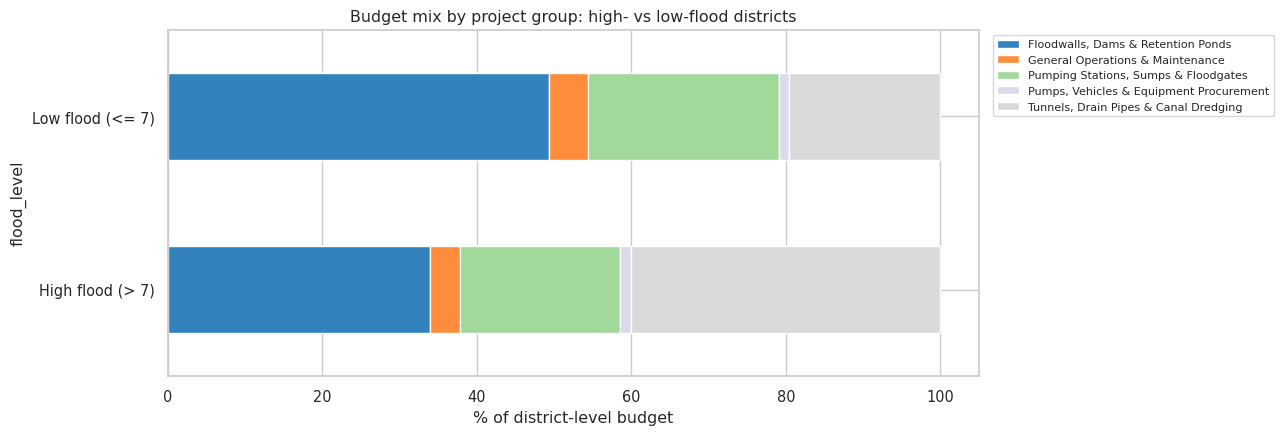 Budget mix by project group: high- vs low-flood districts
Floodwalls, Dams & Retention Ponds
General Operations & Maintenance
Pumping Stations, Sumps & Floodgates
Pumps, Vehicles & Equipment Procurement
Tunnels, Drain Pipes & Canal Dredging
flood_level
Low flood (<= 7)
High flood (> 7)
0 20 40 60 80 100
% of district-level budget